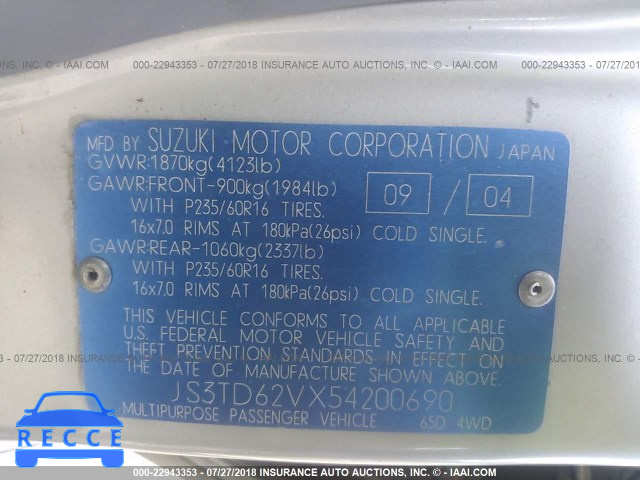 000-22943353 - 07/27/2018 - INSURANCE AUTO AUCTIONS, INC. - IAAI.COM
MFD BY SUZUKI MOTOR CORPORATION JAPAN
GVWR:1870kg(4123lb)
GAWR:FRONT-900kg(1984lb) 09 / 04
WITH P235/60R16 TIRES.
16x7.0 RIMS AT 180kPa(26psi) COLD SINGLE.
GAWR:REAR-1060kg(2337lb)
WITH P235/60R16 TIRES.
16x7.0 RIMS AT 180kPa(26psi) COLD SINGLE.
THIS VEHICLE CONFORMS TO ALL APPLICABLE
U.S. FEDERAL MOTOR VEHICLE SAFETY AND
THEFT PREVENTION STANDARDS IN EFFECT ON
THE DATE OF MANUFACTURE SHOWN ABOVE.
JS3TD62VX54200690
MULTIPURPOSE PASSENGER VEHICLE 65D 4WD
RECCE
000-22943353 - 07/27/2018 - INSURANCE AUTO AUCTIONS, INC. - IAAI.COM